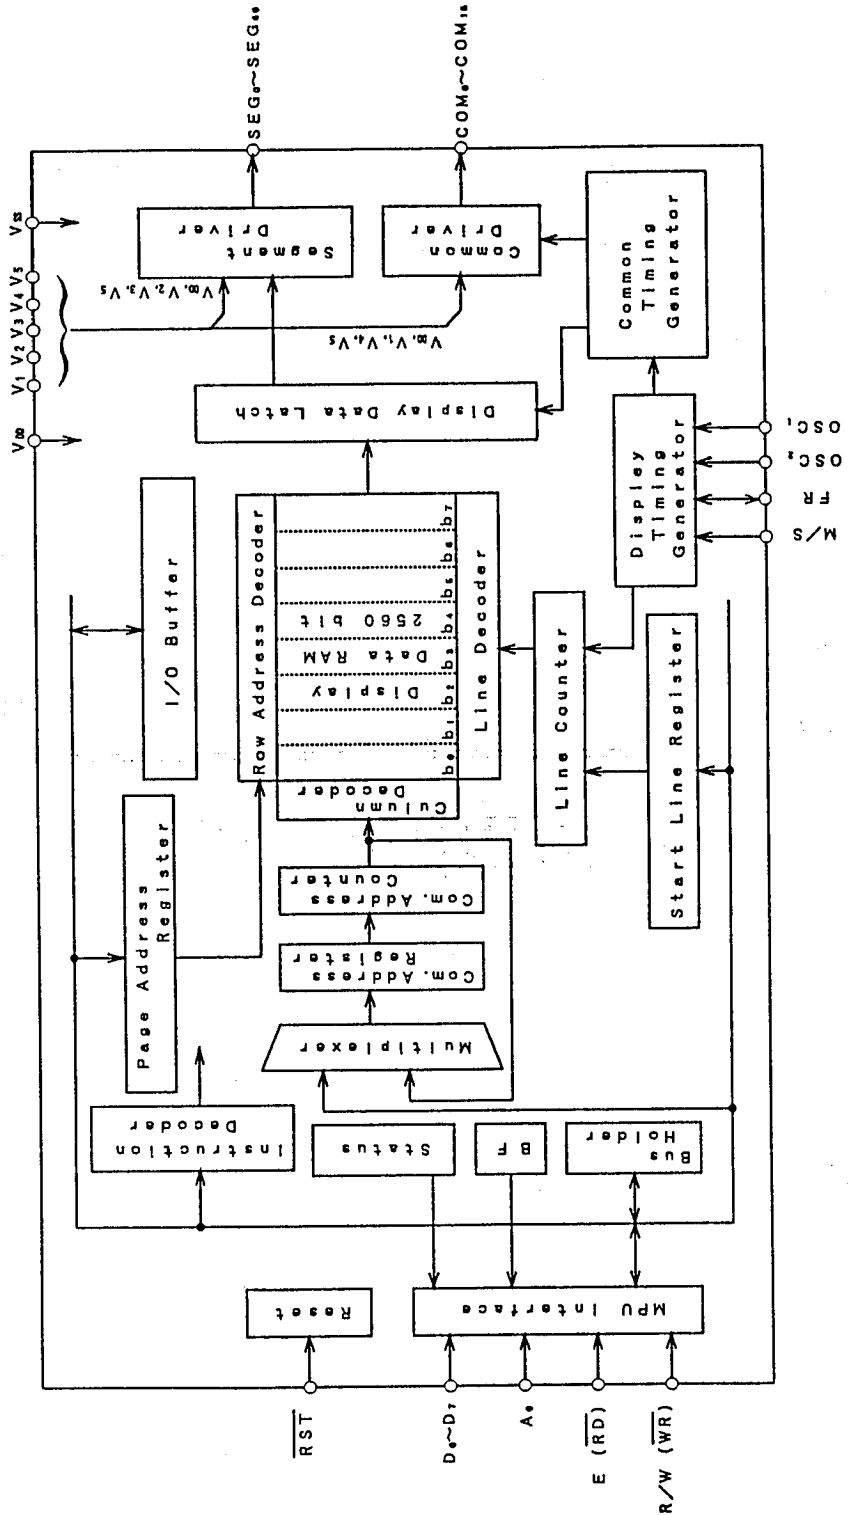 SEG₀~SEG₆₀
COM₀~COM₁₅
VSS
V5
V4
V3
V2
V1
VDD
Segment
Driver
Common
Driver
Common
Timing
Generator
VDD, V2, V3, V5
VDD, V1, V4, V5
Display Data Latch
Display
Timing
Generator
OSC₁
OSC₂
FR
M/S
I/O Buffer
Row Address Decoder
Display
Data RAM
2560 bit
b₀ b₁ b₂ b₃ b₄ b₅ b₆ b₇
Line Decoder
Culumn
Decoder
Line Counter
Start Line Register
Page Address
Register
Com. Address
Counter
Com. Address
Register
Multiplexer
Instruction
Decoder
Status
BF
Bus
Holder
Reset
MPU Interface
R̅S̅T̅
D₀~D₇
A₀
E (R̅D̅)
R/W (W̅R̅)